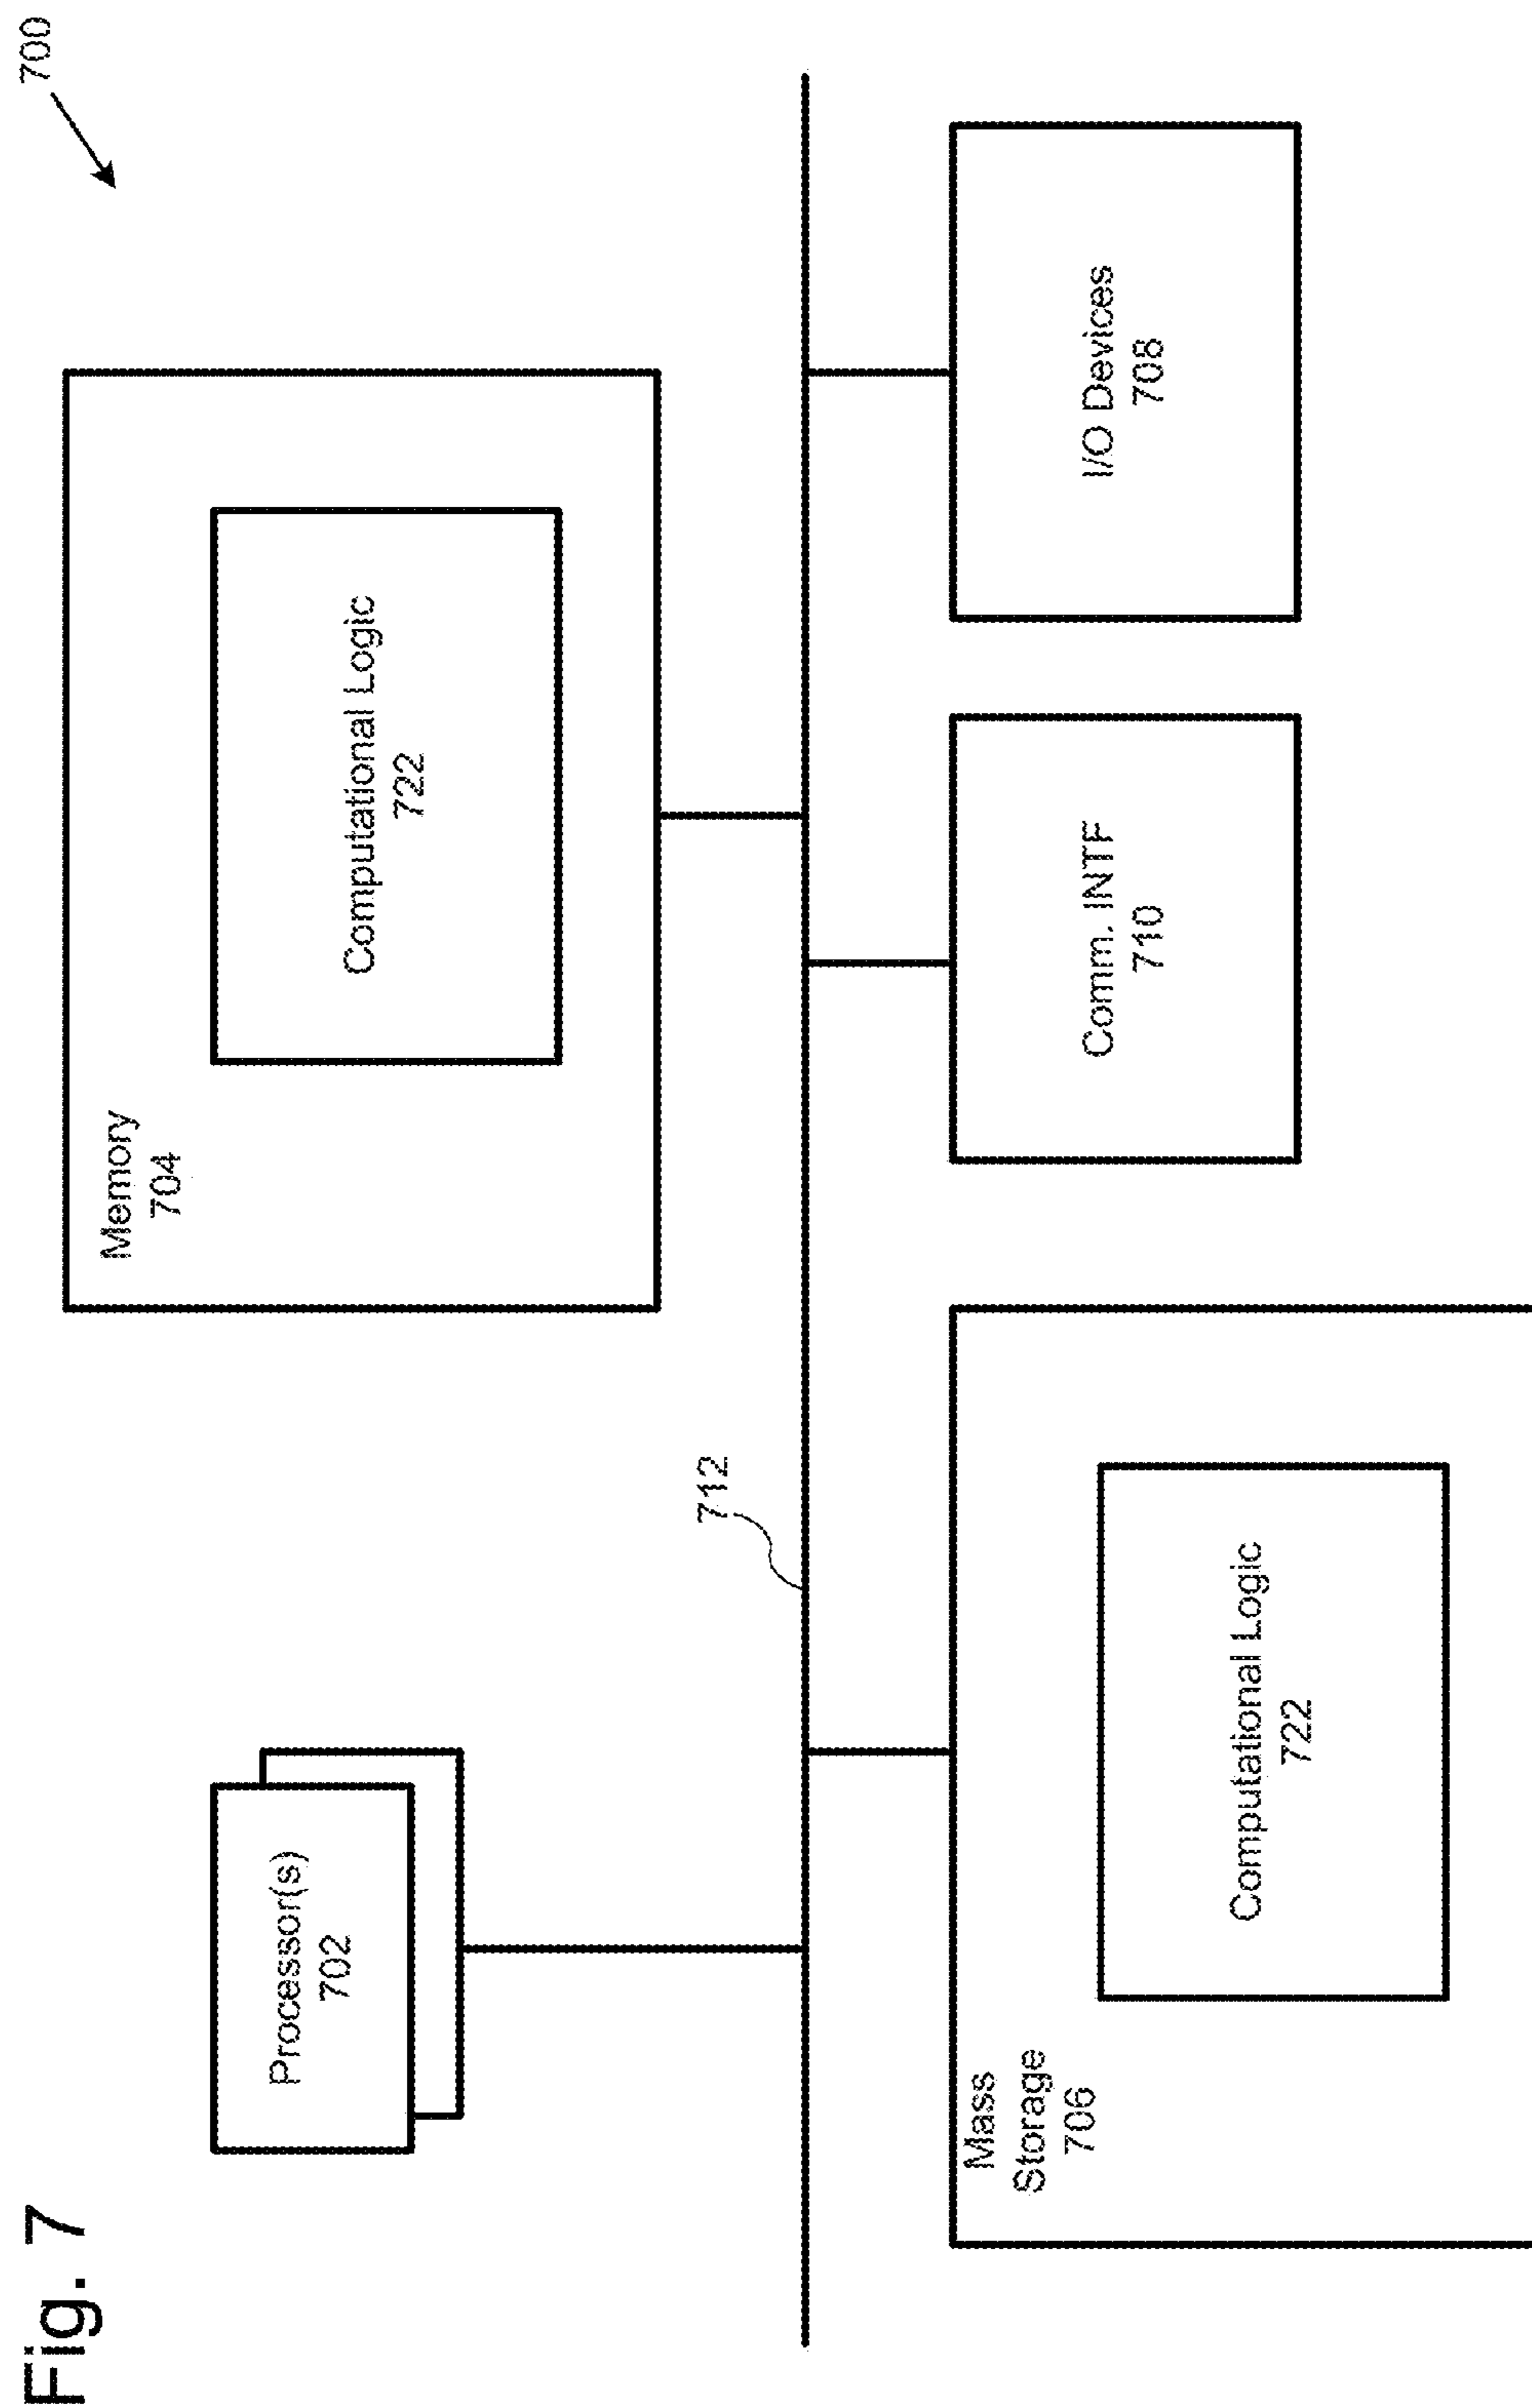 Fig. 7
700
Processor(s)
702
Memory
704
Computational Logic
722
712
Mass
Storage
706
Computational Logic
722
Comm. INTF
710
I/O Devices
708